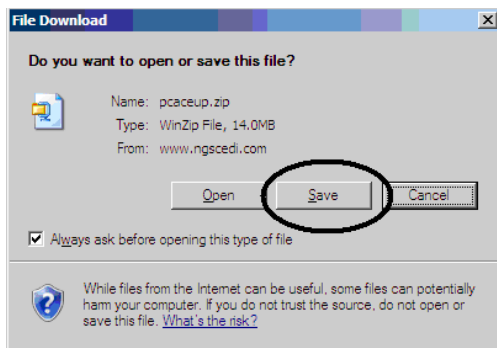 File Download
Do you want to open or save this file?
Name: pcaceup.zip
Type: WinZip File, 14.0MB
From: www.ngscedi.com
Open Save Cancel
Always ask before opening this type of file
While files from the Internet can be useful, some files can potentially
harm your computer. If you do not trust the source, do not open or
save this file. What's the risk?